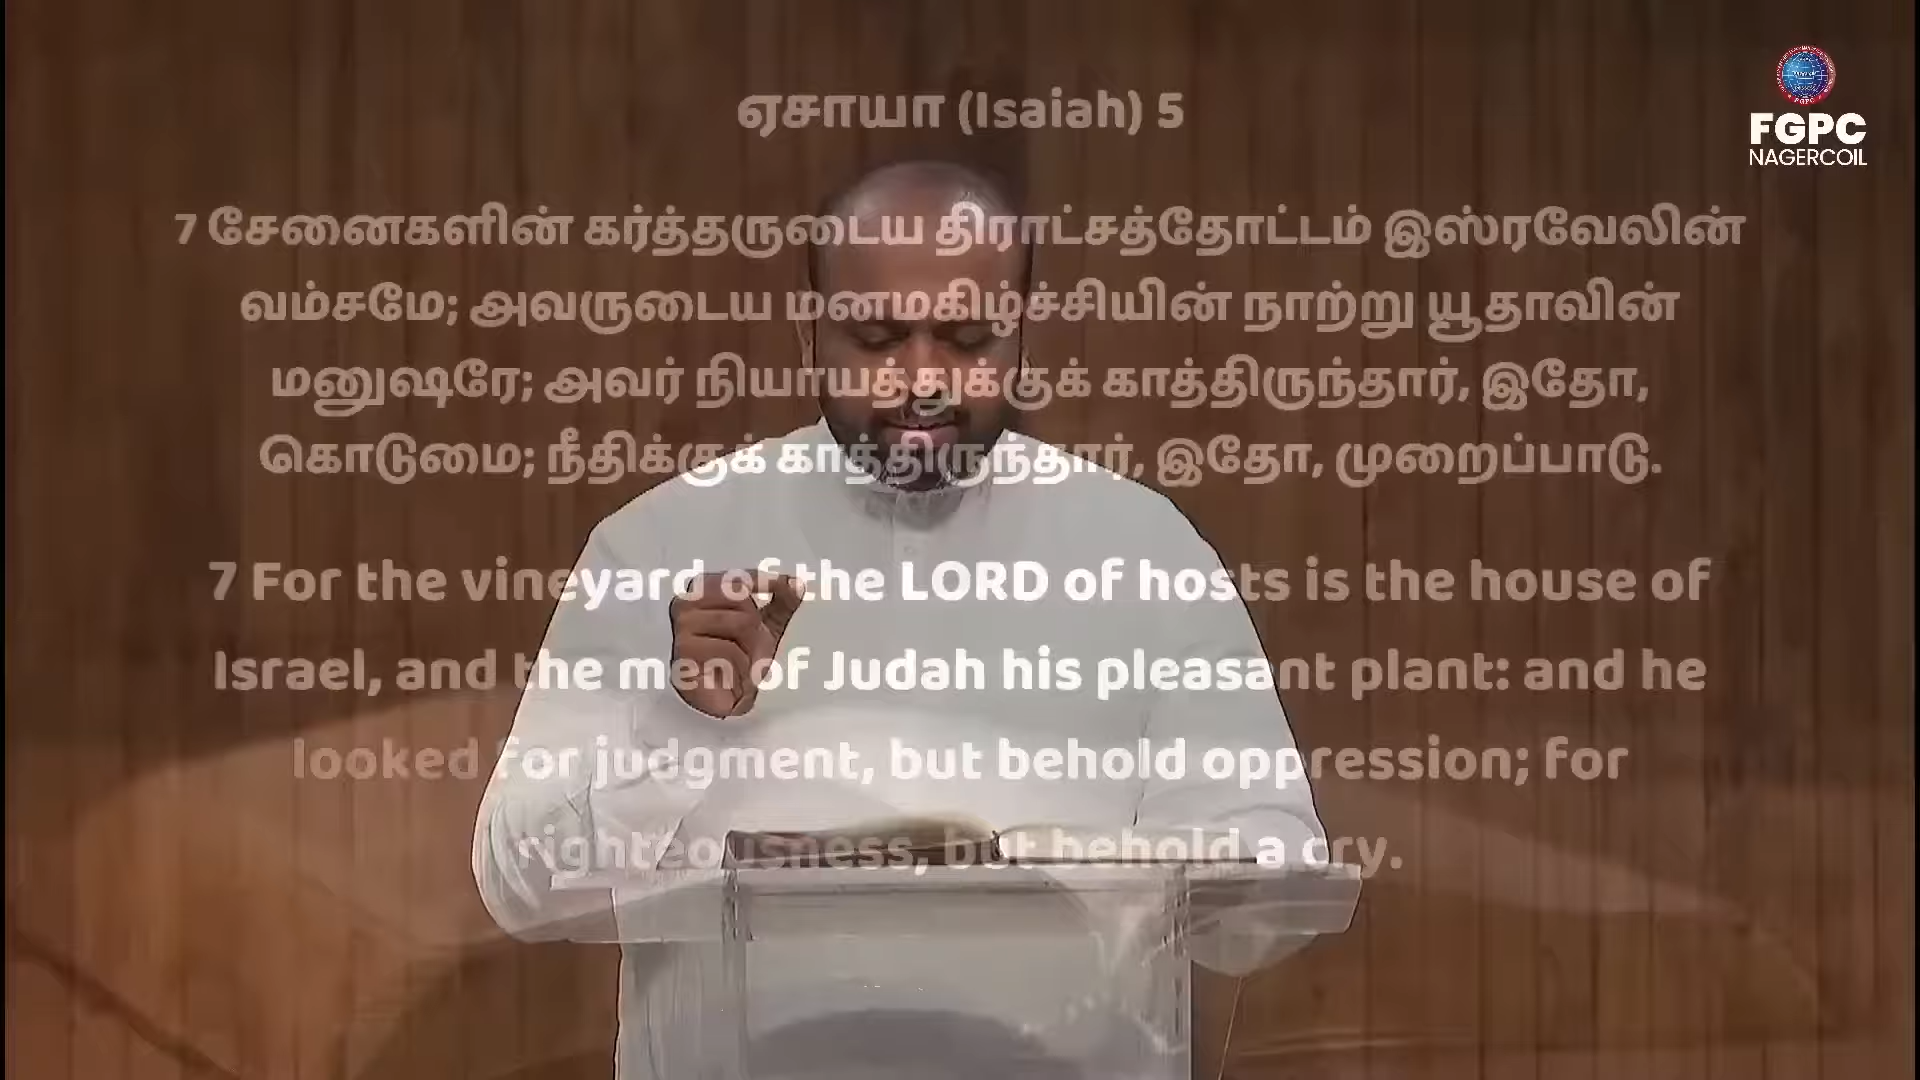 ஏசாயா (Isaiah) 5
FGPC
NAGERCOIL
7 சேனைகளின் கர்த்தருடைய திராட்சத்தோட்டம் இஸ்ரவேலின்
வம்சமே; அவருடைய மனமகிழ்ச்சியின் நாற்று யூதாவின்
மனுஷரே; அவர் நியாயத்துக்குக் காத்திருந்தார், இதோ,
கொடுமை; நீதிக்குக் காத்திருந்தார், இதோ, முறைப்பாடு.
7 For the vineyard of the LORD of hosts is the house of
Israel, and the men of Judah his pleasant plant: and he
looked for judgment, but behold oppression; for
righteousness, but behold a cry.